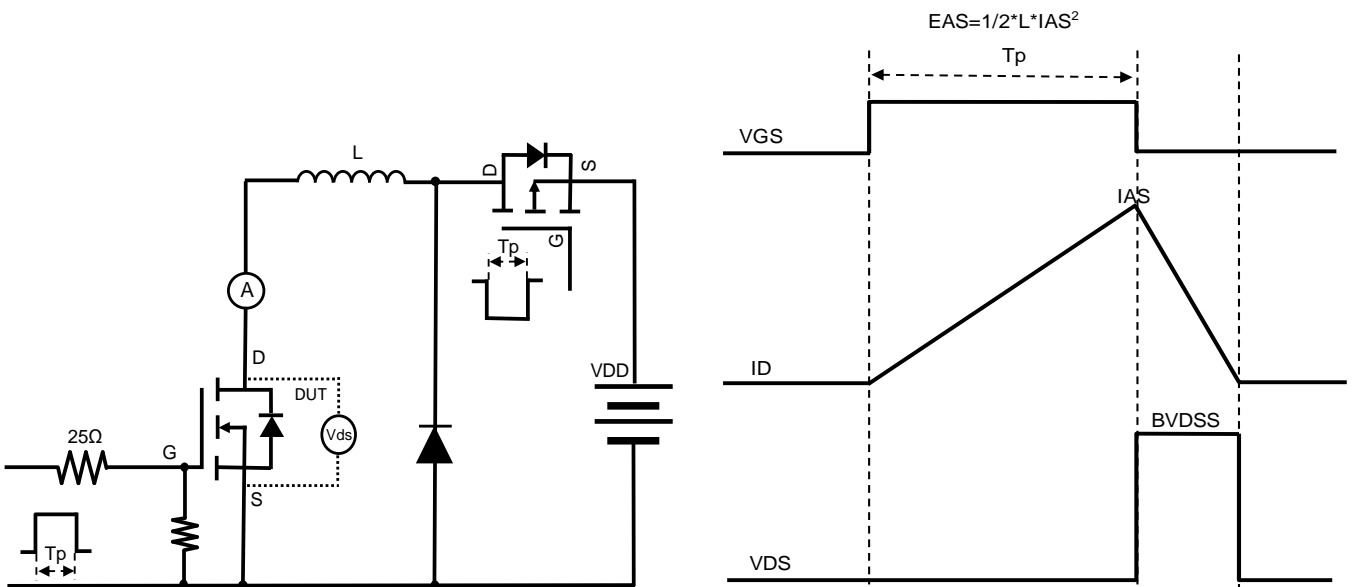 EAS=1/2*L*IAS²
Tp
VGS
L
D
S
G
Tp
IAS
A
D
VDD
ID
DUT
BVDSS
25Ω
G
Vds
S
Tp
VDS